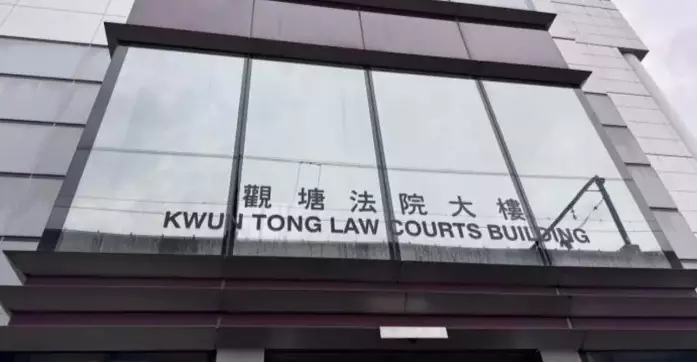 觀塘法院大樓
KWUN TONG LAW COURTS BUILDING